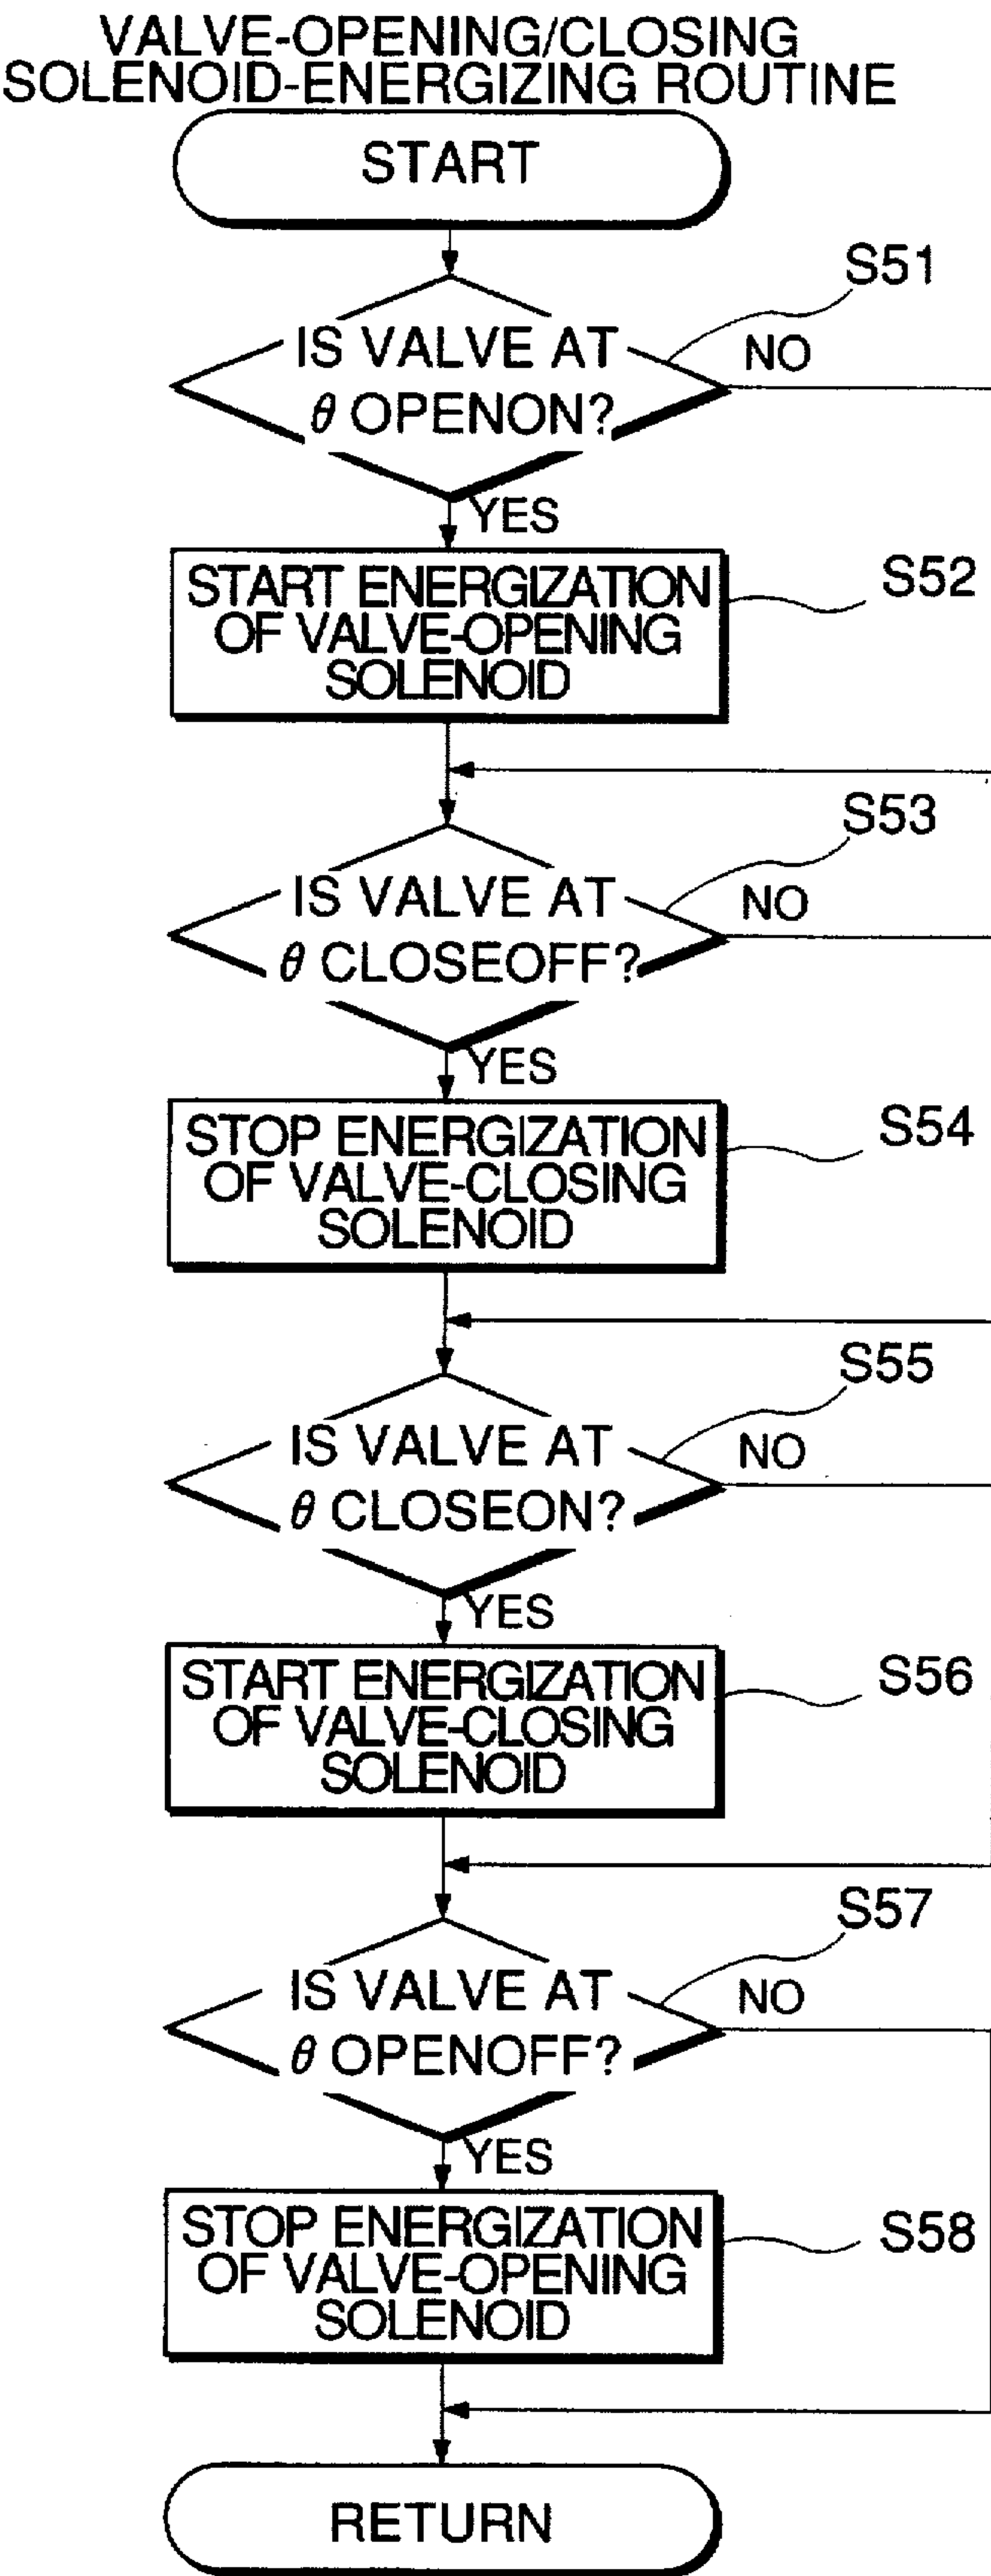 VALVE-OPENING/CLOSING
SOLENOID-ENERGIZING ROUTINE
START
S51
IS VALVE AT
θ OPENON?
NO
YES
S52
START ENERGIZATION
OF VALVE-OPENING
SOLENOID
S53
IS VALVE AT
θ CLOSEOFF?
NO
YES
S54
STOP ENERGIZATION
OF VALVE-CLOSING
SOLENOID
S55
IS VALVE AT
θ CLOSEON?
NO
YES
S56
START ENERGIZATION
OF VALVE-CLOSING
SOLENOID
S57
IS VALVE AT
θ OPENOFF?
NO
YES
S58
STOP ENERGIZATION
OF VALVE-OPENING
SOLENOID
RETURN